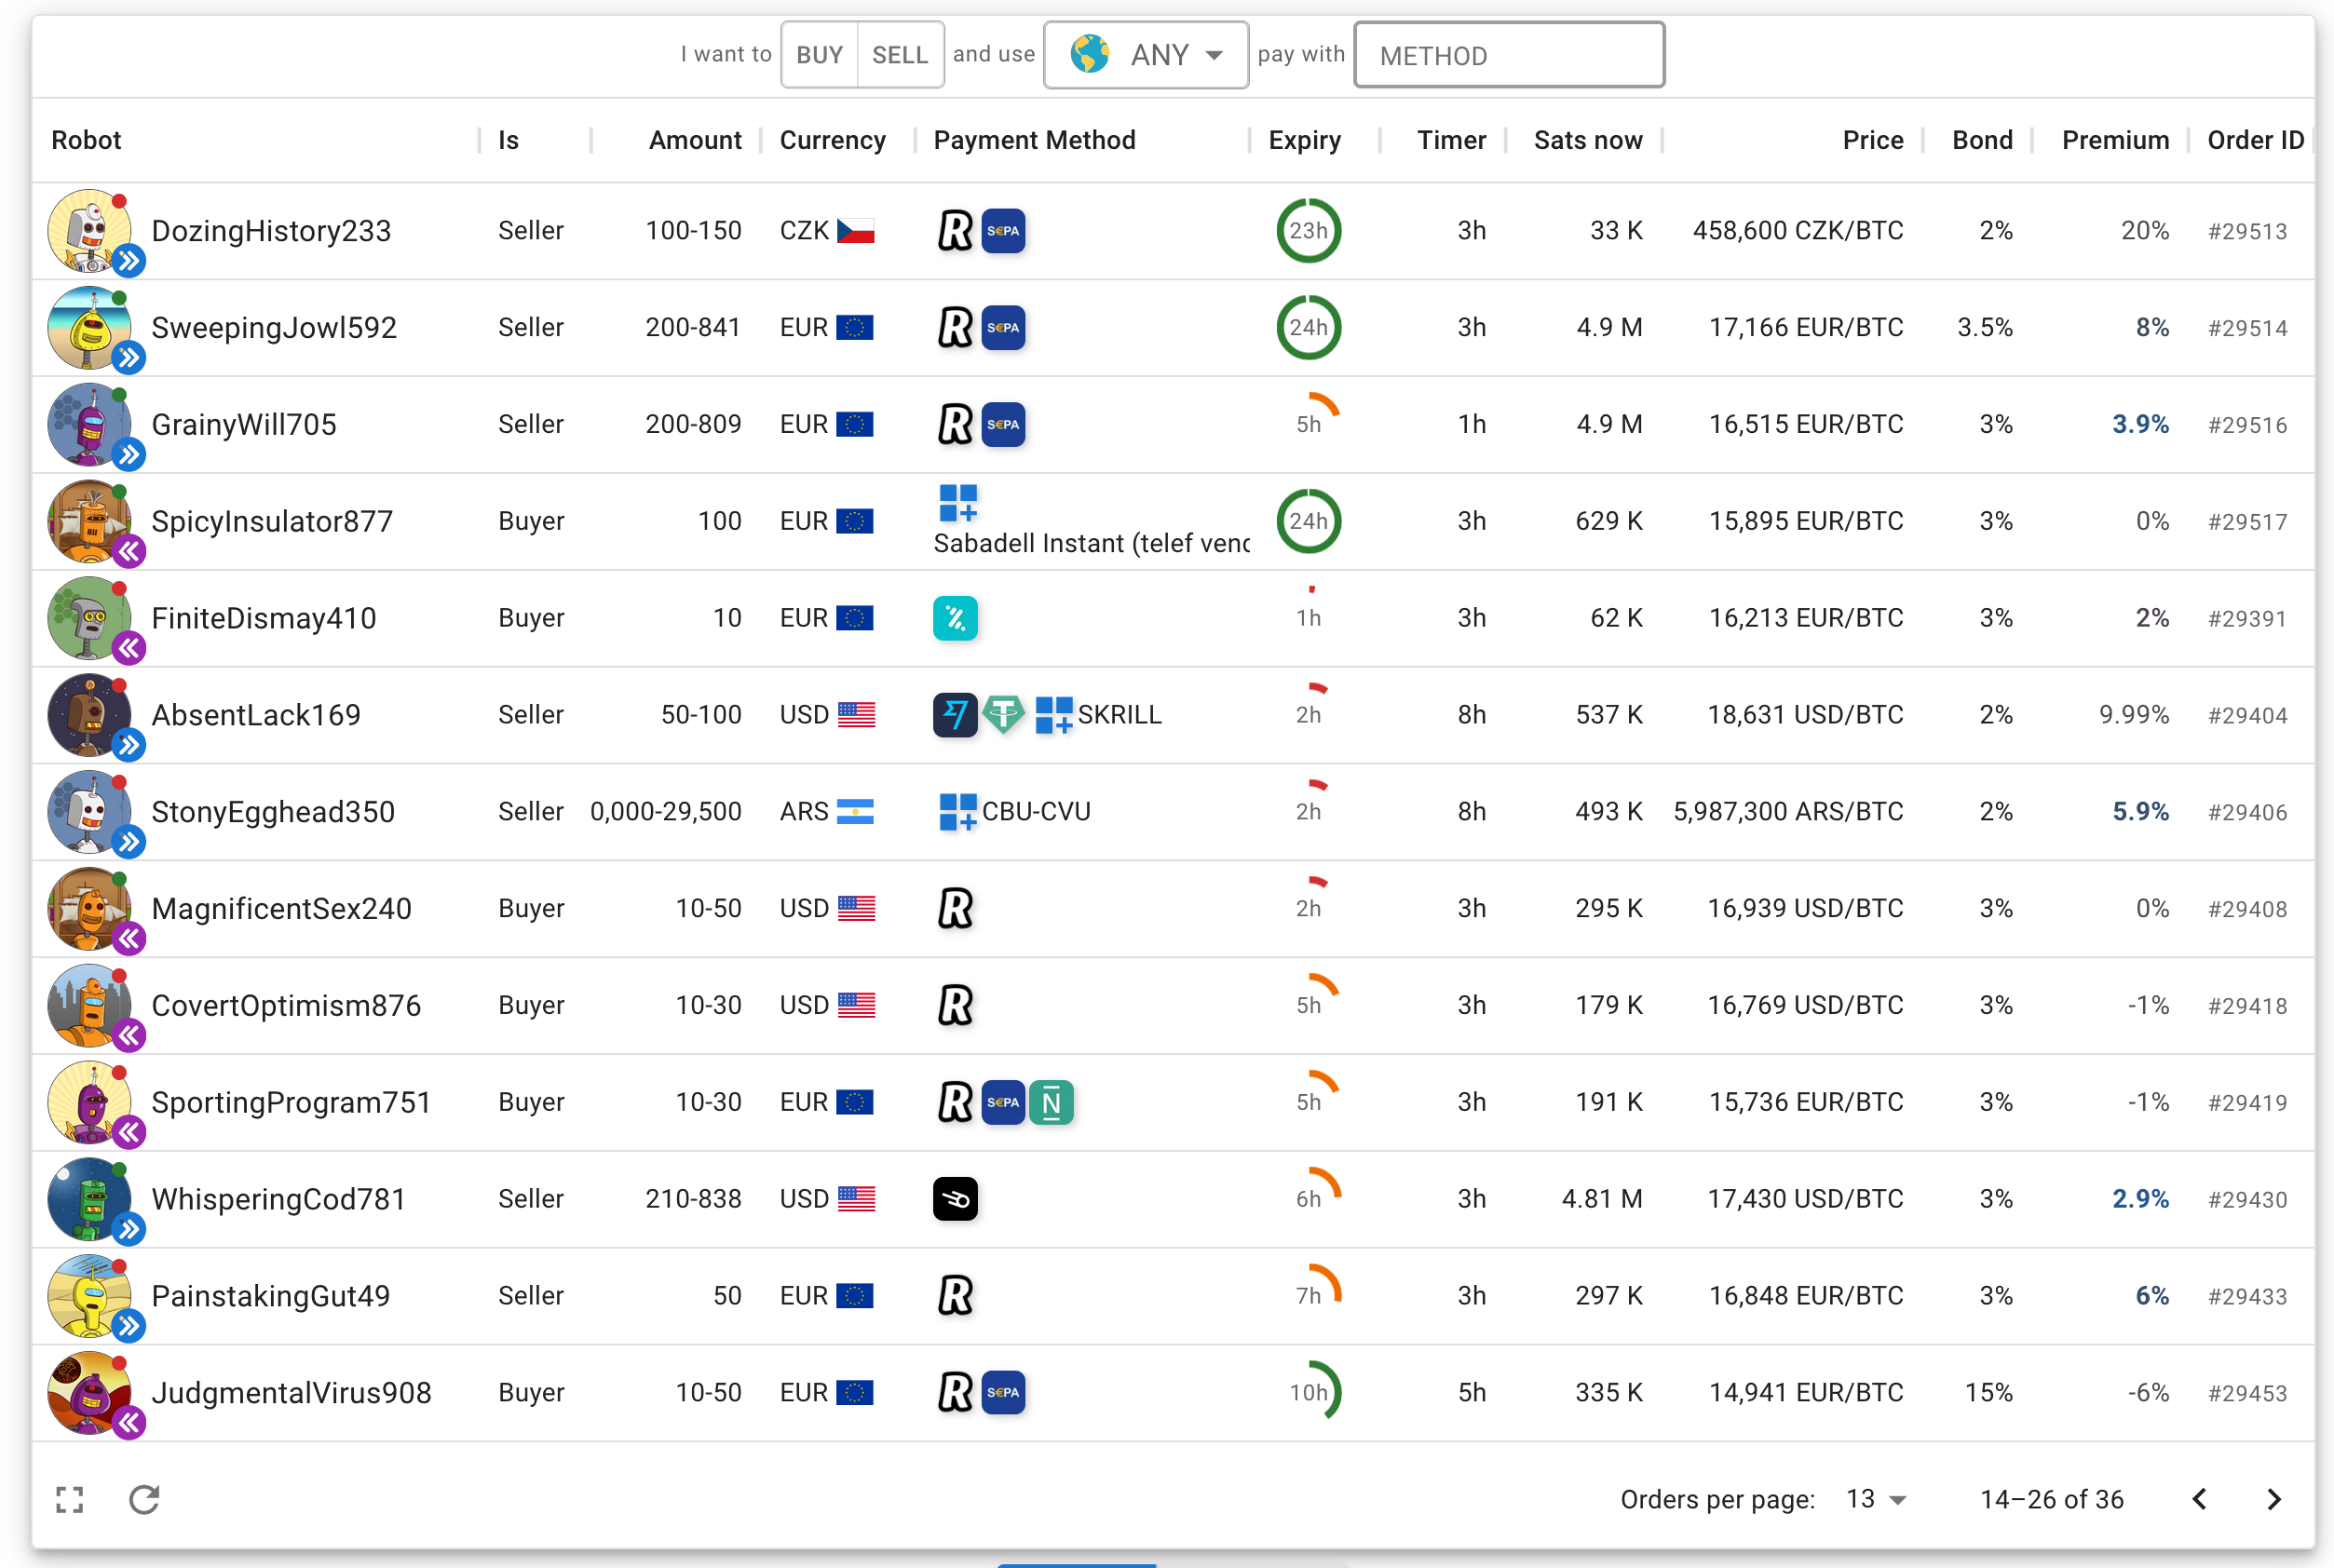 I want to BUY SELL and use ANY pay with METHOD
Robot Is Amount Currency Payment Method Expiry Timer Sats now Price Bond Premium Order ID
DozingHistory233 Seller 100-150 CZK R S€PA 23h 3h 33 K 458,600 CZK/BTC 2% 20% #29513
SweepingJowl592 Seller 200-841 EUR R S€PA 24h 3h 4.9 M 17,166 EUR/BTC 3.5% 8% #29514
GrainyWill705 Seller 200-809 EUR R S€PA 5h 1h 4.9 M 16,515 EUR/BTC 3% 3.9% #29516
SpicyInsulator877 Buyer 100 EUR Sabadell Instant (telef venc 24h 3h 629 K 15,895 EUR/BTC 3% 0% #29517
FiniteDismay410 Buyer 10 EUR 1h 3h 62 K 16,213 EUR/BTC 3% 2% #29391
AbsentLack169 Seller 50-100 USD SKRILL 2h 8h 537 K 18,631 USD/BTC 2% 9.99% #29404
StonyEgghead350 Seller 0,000-29,500 ARS CBU-CVU 2h 8h 493 K 5,987,300 ARS/BTC 2% 5.9% #29406
MagnificentSex240 Buyer 10-50 USD R 2h 3h 295 K 16,939 USD/BTC 3% 0% #29408
CovertOptimism876 Buyer 10-30 USD R 5h 3h 179 K 16,769 USD/BTC 3% -1% #29418
SportingProgram751 Buyer 10-30 EUR R S€PA N 5h 3h 191 K 15,736 EUR/BTC 3% -1% #29419
WhisperingCod781 Seller 210-838 USD 6h 3h 4.81 M 17,430 USD/BTC 3% 2.9% #29430
PainstakingGut49 Seller 50 EUR R 7h 3h 297 K 16,848 EUR/BTC 3% 6% #29433
JudgmentalVirus908 Buyer 10-50 EUR R S€PA 10h 5h 335 K 14,941 EUR/BTC 15% -6% #29453
Orders per page: 13 14–26 of 36